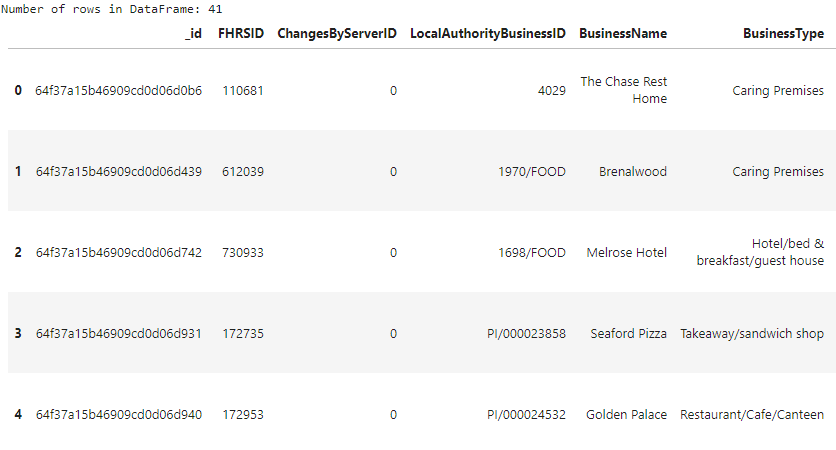 Number of rows in DataFrame: 41
_id FHRSID ChangesByServerID LocalAuthorityBusinessID BusinessName BusinessType
0 64f37a15b46909cd0d06d0b6 110681 0 4029 The Chase Rest Home Caring Premises
1 64f37a15b46909cd0d06d439 612039 0 1970/FOOD Brenalwood Caring Premises
2 64f37a15b46909cd0d06d742 730933 0 1698/FOOD Melrose Hotel Hotel/bed & breakfast/guest house
3 64f37a15b46909cd0d06d931 172735 0 PI/000023858 Seaford Pizza Takeaway/sandwich shop
4 64f37a15b46909cd0d06d940 172953 0 PI/000024532 Golden Palace Restaurant/Cafe/Canteen